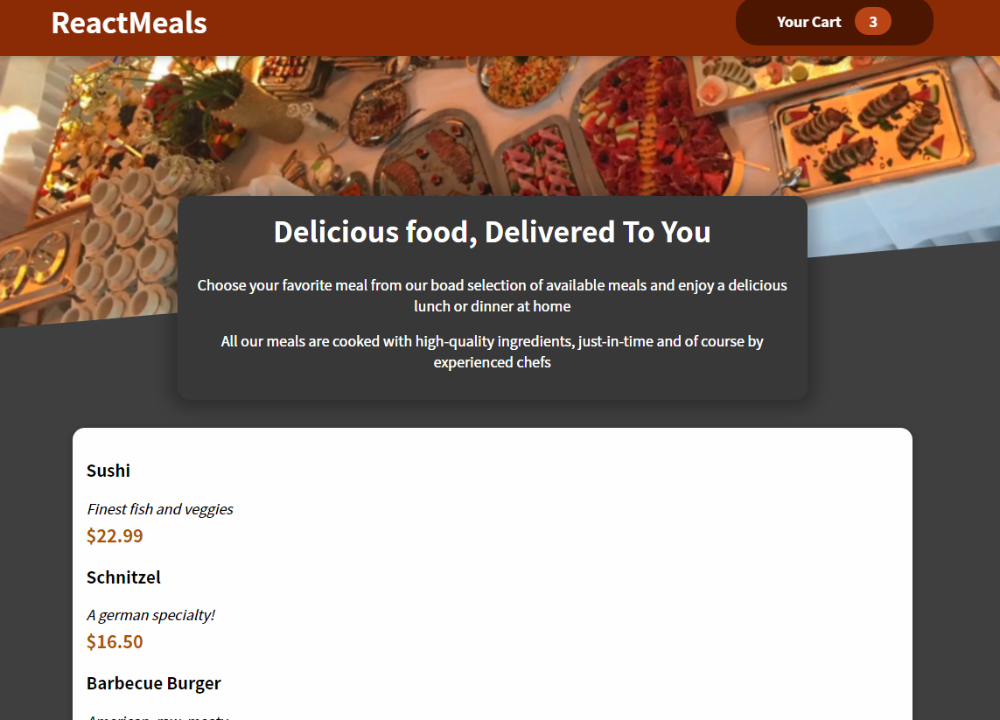 ReactMeals
Your Cart 3
Delicious food, Delivered To You
Choose your favorite meal from our boad selection of available meals and enjoy a delicious
lunch or dinner at home
All our meals are cooked with high-quality ingredients, just-in-time and of course by
experienced chefs
Sushi
Finest fish and veggies
$22.99
Schnitzel
A german specialty!
$16.50
Barbecue Burger
American, raw, meaty